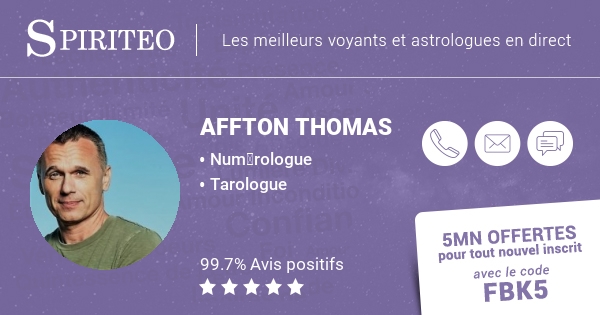 SPIRITEO
Les meilleurs voyants et astrologues en direct
AFFTON THOMAS
• Num▯rologue
• Tarologue
99.7% Avis positifs
5MN OFFERTES
pour tout nouvel inscrit
avec le code
FBK5